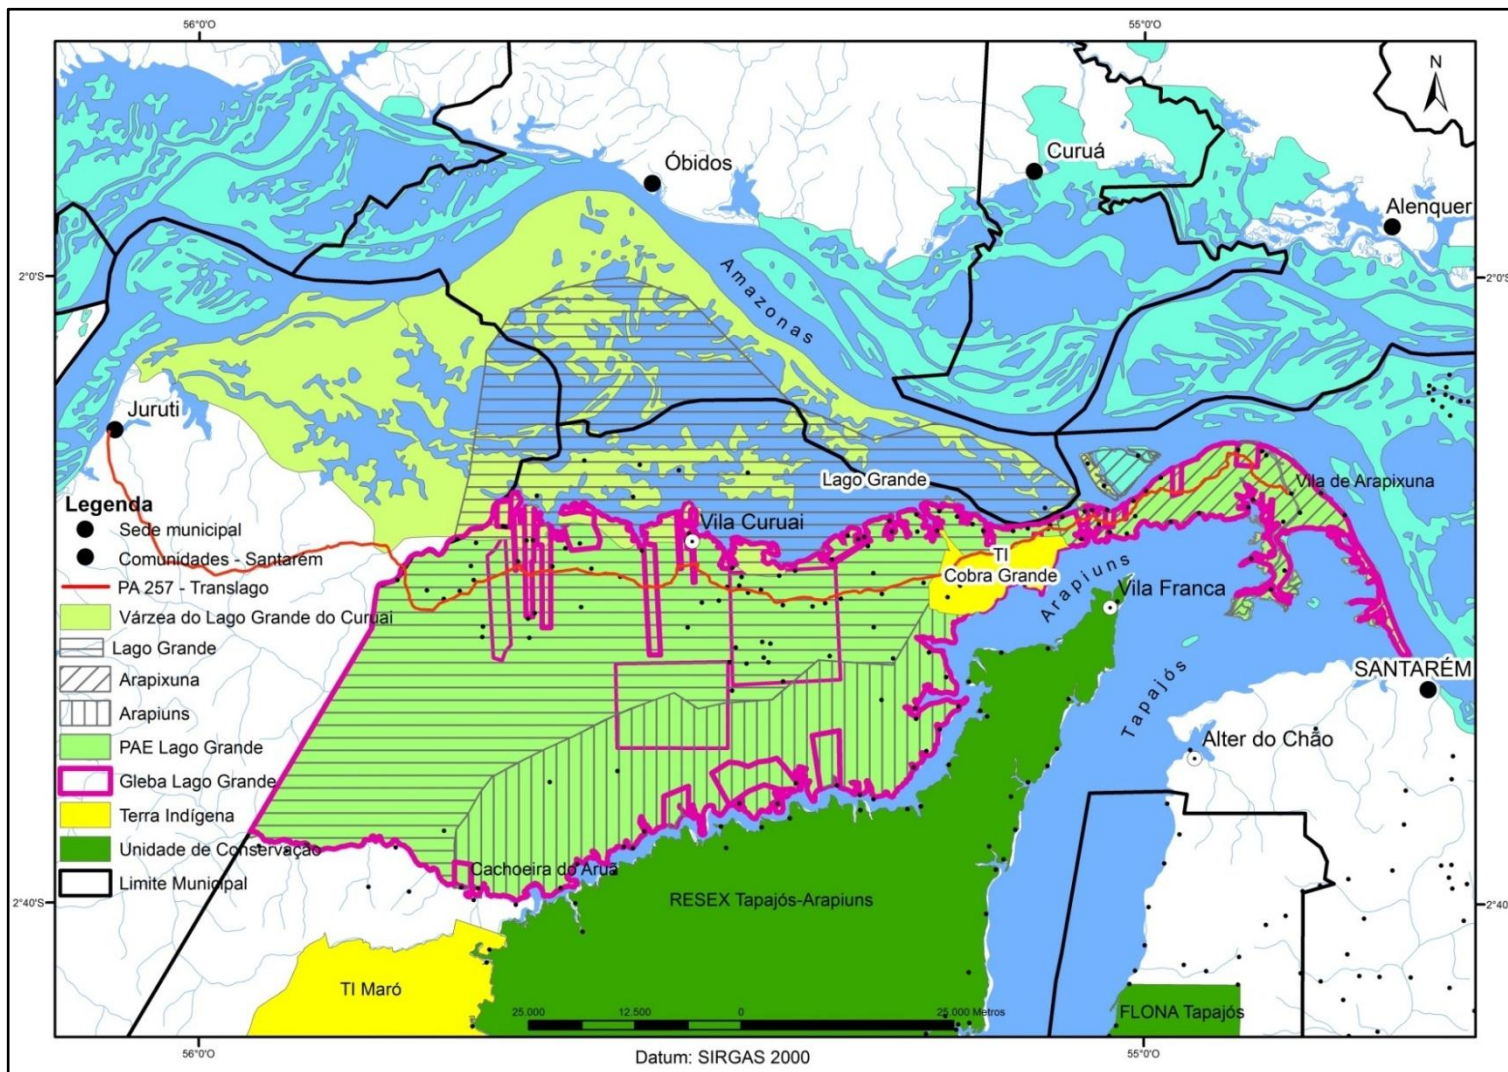 56°0'O
55°0'O
N
Óbidos
Curuá
Alenquer
2°0'S
2°0'S
Amazonas
Juruti
Lago Grande
Vila de Arapixuna
Legenda
Sede municipal
Comunidades - Santarém
PA 257 - Translago
Várzea do Lago Grande do Curuai
Lago Grande
Arapixuna
Arapiuns
PAE Lago Grande
Gleba Lago Grande
Terra Indígena
Unidade de Conservação
Limite Municipal
Vila Curuai
TI
Cobra Grande
Arapiuns
Vila Franca
Tapajós
SANTARÉM
Alter do Chão
Cachoeira do Aruã
RESEX Tapajós-Arapiuns
2°40'S
2°40'
TI Maró
FLONA Tapajós
25.000 12.500 0 25.000 Metros
56°0'O
55°0'O
Datum: SIRGAS 2000